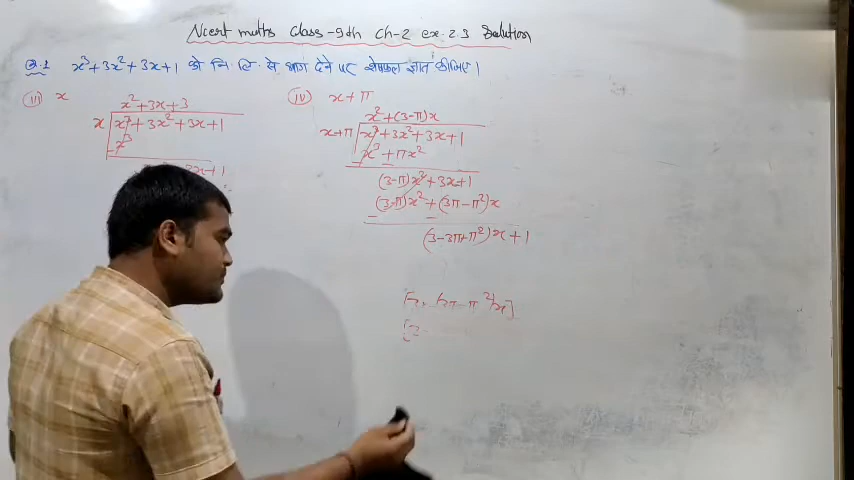 Ncert maths Class-9th Ch-2 ex-2.3 Solution
Q.1 x³+3x²+3x+1 को नि. लि. से भाग देने पर शेषफल ज्ञात कीजिए।
(iii) x
x²+3x+3
x | x³+3x²+3x+1
x³
-
3x+1
(iv) x+π
x²+(3-π)x
x+π | x³+3x²+3x+1
x³+πx²
- -
(3-π)x²+3x+1
(3-π)x²+(3π-π²)x
- -
(3-3π+π²)x+1